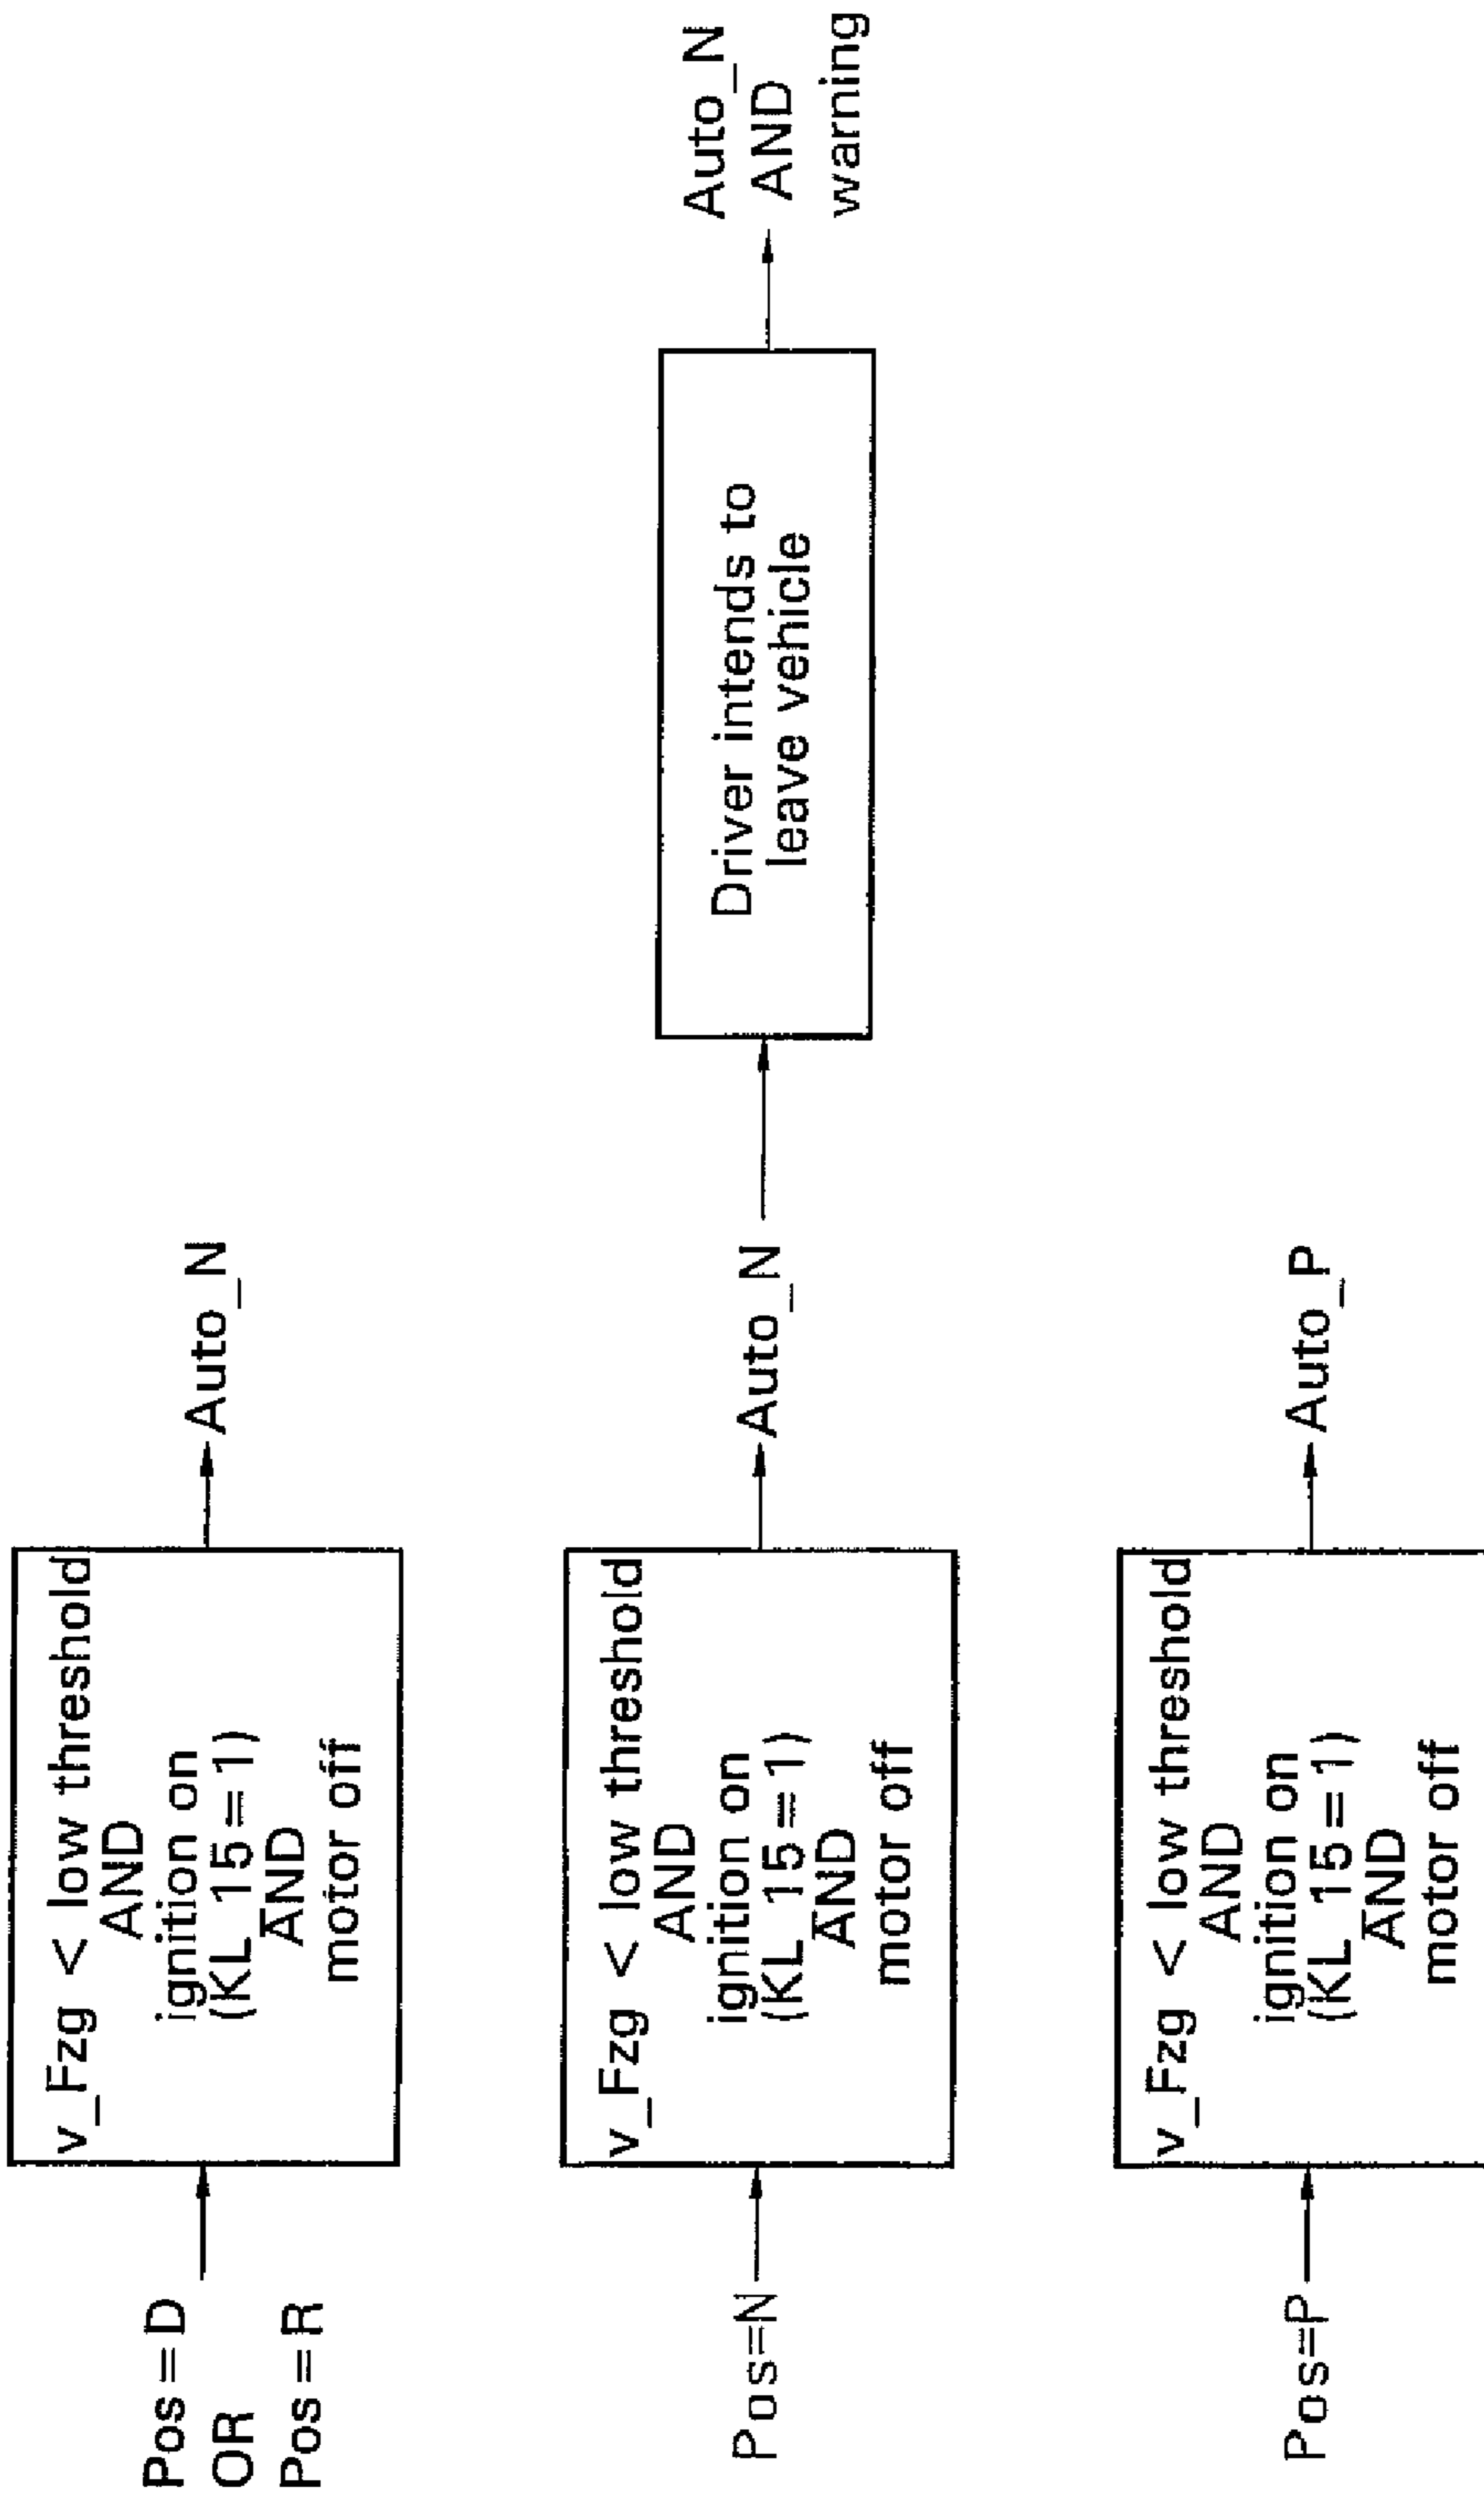 Pos=D
OR
Pos=R
v_Fzg < low threshold
AND
ignition on
(KL 15=1)
AND
motor off
Auto_N
Pos=N
v_Fzg < low threshold
AND
ignition on
(KL 15=1)
AND
motor off
Auto_N
Driver intends to
leave vehicle
Auto_N
AND
warning
Pos=P
v_Fzg < low threshold
AND
ignition on
(KL 15=1)
AND
motor off
Auto_P